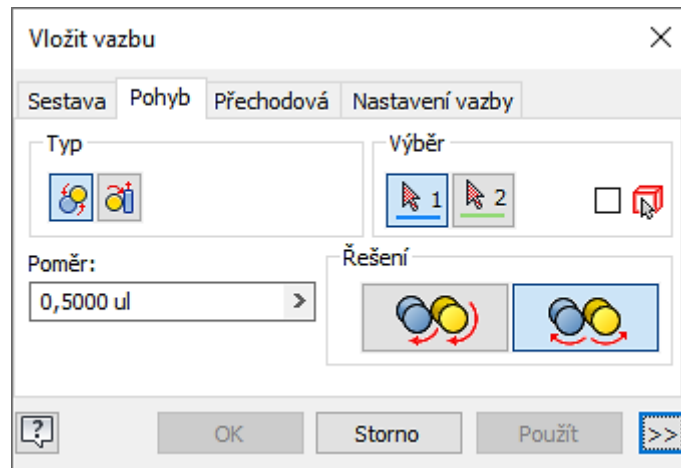 Vložit vazbu
Sestava Pohyb Přechodová Nastavení vazby
Typ
Výběr
1 2
Poměr:
0,5000 ul >
Řešení
? OK Storno Použít >>